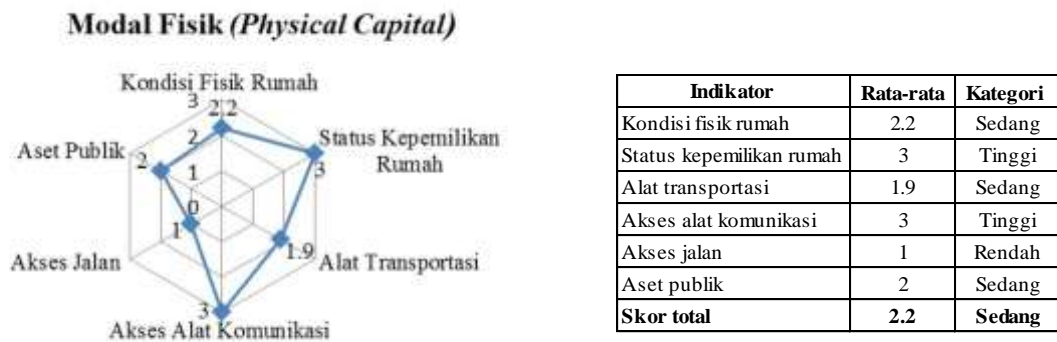 Modal Fisik (Physical Capital)
Kondisi Fisik Rumah
3
2.2
2
1
0
Status Kepemilikan
Rumah
3
Aset Publik
2
1.9
Alat Transportasi
Akses Jalan
1
3
Akses Alat Komunikasi
Indikator Rata-rata Kategori
Kondisi fisik rumah 2.2 Sedang
Status kepemilikan rumah 3 Tinggi
Alat transportasi 1.9 Sedang
Akses alat komunikasi 3 Tinggi
Akses jalan 1 Rendah
Aset publik 2 Sedang
Skor total 2.2 Sedang